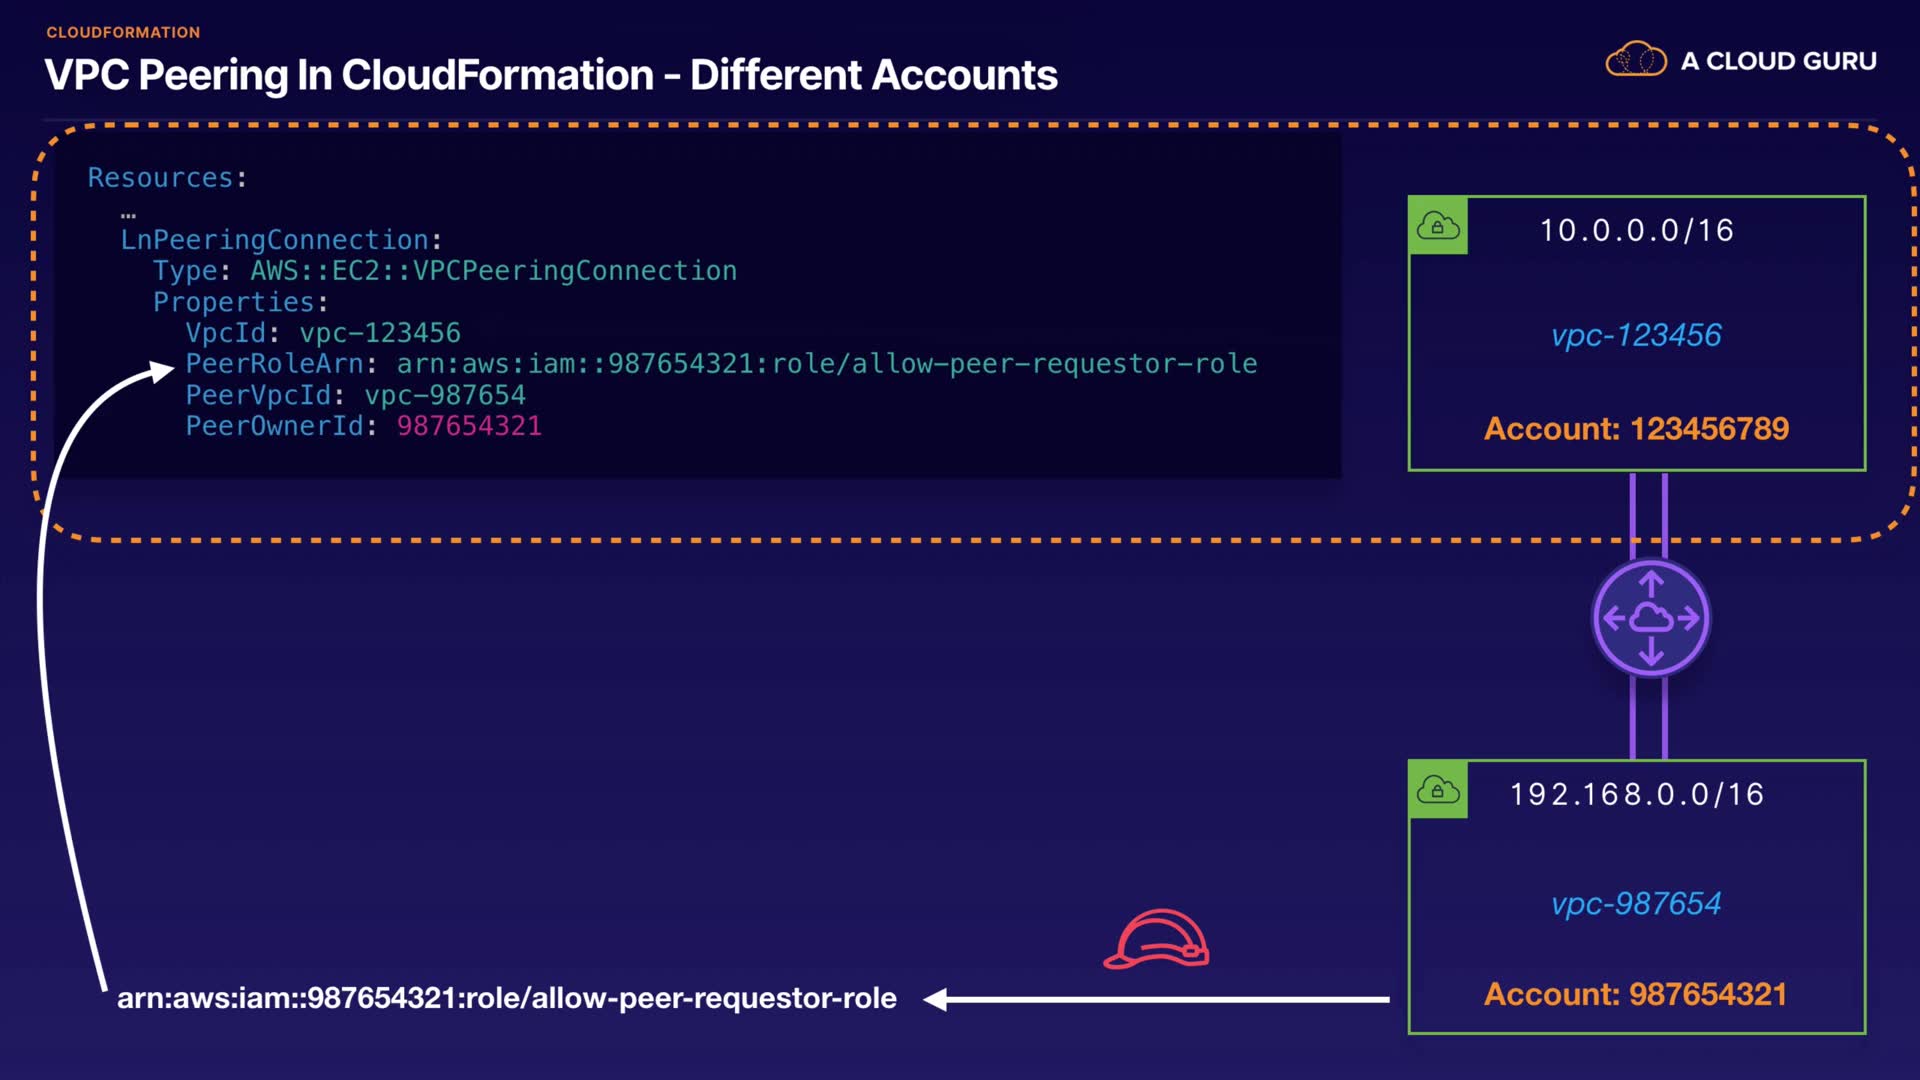 CLOUDFORMATION
VPC Peering In CloudFormation - Different Accounts
A CLOUD GURU
Resources:
…
LnPeeringConnection:
Type: AWS::EC2::VPCPeeringConnection
Properties:
VpcId: vpc-123456
PeerRoleArn: arn:aws:iam::987654321:role/allow-peer-requestor-role
PeerVpcId: vpc-987654
PeerOwnerId: 987654321
10.0.0.0/16
vpc-123456
Account: 123456789
192.168.0.0/16
vpc-987654
Account: 987654321
arn:aws:iam::987654321:role/allow-peer-requestor-role